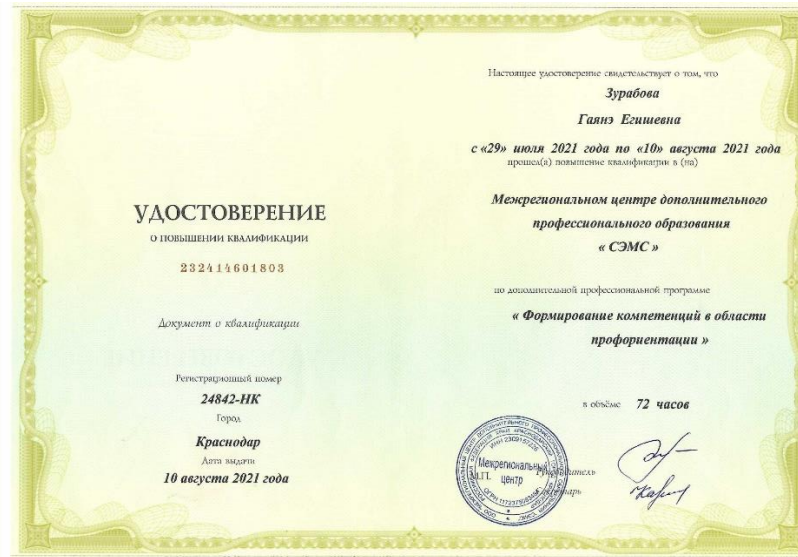 УДОСТОВЕРЕНИЕ
О ПОВЫШЕНИИ КВАЛИФИКАЦИИ
232414601803
Документ о квалификации
Регистрационный номер
24842-НК
Город
Краснодар
Дата выдачи
10 августа 2021 года
Настоящее удостоверение свидетельствует о том, что
Зурабова
Гаянэ Егишевна
с «29» июля 2021 года по «10» августа 2021 года
прошел(а) повышение квалификации в (на)
Межрегиональном центре дополнительного
профессионального образования
« СЭМС »
по дополнительной профессиональной программе
« Формирование компетенций в области
профориентации »
в объёме 72 часов
Межрегиональный
центр
М.П.